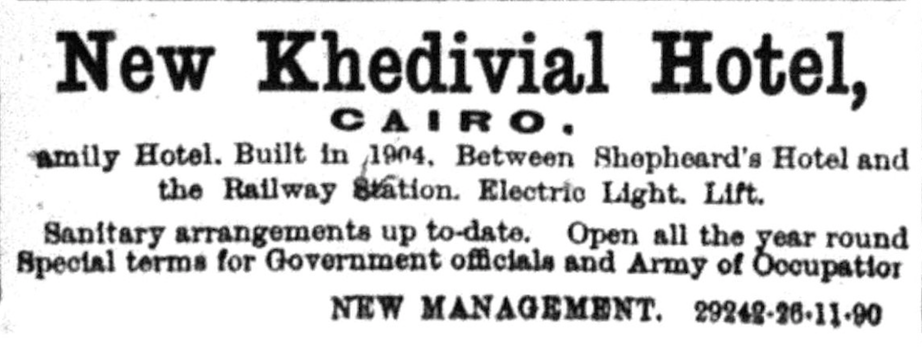 New Khedivial Hotel,
CAIRO.
amily Hotel. Built in 1904. Between Shepheard's Hotel and
the Railway Station. Electric Light. Lift.
Sanitary arrangements up to-date. Open all the year round
Special terms for Government officials and Army of Occupation
NEW MANAGEMENT. 29242-26-11-90